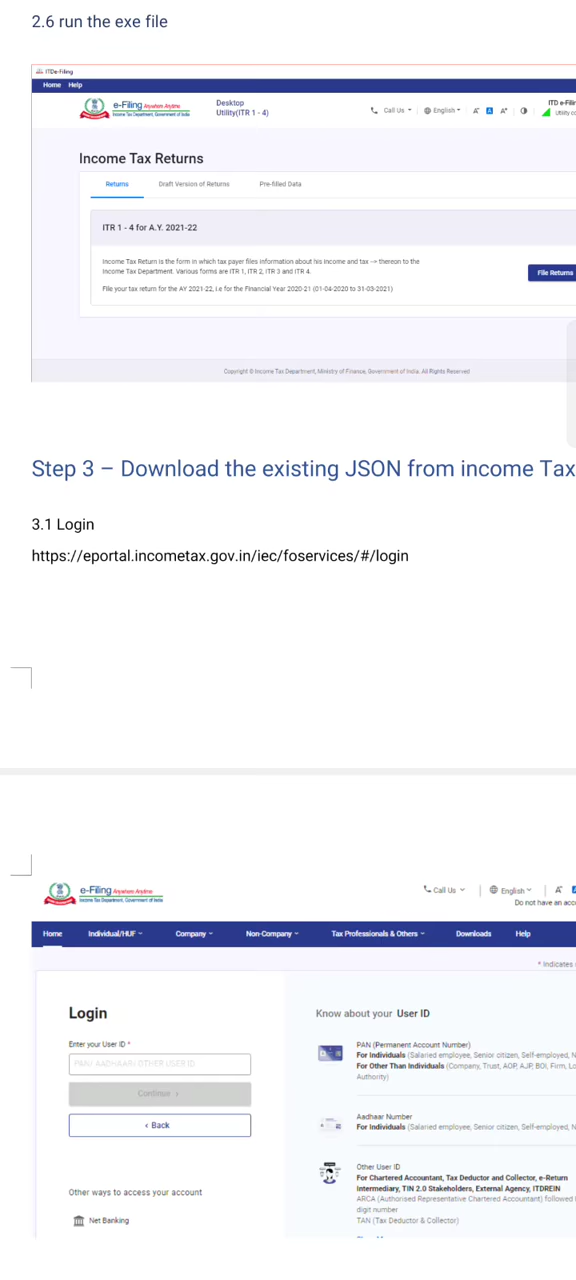 2.6 run the exe file
ITDe-Filing
Home Help
e-Filing Anywhere Anytime
Income Tax Department, Government of India
Desktop
Utility(ITR 1 - 4)
Call Us
English
A A A
ITD e-Filin
Utility co
Income Tax Returns
Returns Draft Version of Returns Pre-filled Data
ITR 1 - 4 for A.Y. 2021-22
Income Tax Return is the form in which tax payer files information about his income and tax -> thereon to the
Income Tax Department. Various forms are ITR 1, ITR 2, ITR 3 and ITR 4.
File your tax return for the AY 2021-22, i.e for the Financial Year 2020-21 (01-04-2020 to 31-03-2021)
File Returns
Copyright © Income Tax Department, Ministry of Finance, Government of India. All Rights Reserved
Step 3 – Download the existing JSON from income Tax
3.1 Login
https://eportal.incometax.gov.in/iec/foservices/#/login
e-Filing Anywhere Anytime
Income Tax Department, Government of India
Call Us
English
A
Do not have an acc
Home Individual/HUF Company Non-Company Tax Professionals & Others Downloads Help
* Indicates
Login
Enter your User ID *
PAN/ AADHAAR/ OTHER USER ID
Continue >
< Back
Other ways to access your account
Net Banking
Know about your User ID
PAN (Permanent Account Number)
For Individuals (Salaried employee, Senior citizen, Self-employed, N
For Other Than Individuals (Company, Trust, AOP, AJP, BOI, Firm, Lo
Authority)
Aadhaar Number
For Individuals (Salaried employee, Senior citizen, Self-employed, N
Other User ID
For Chartered Accountant, Tax Deductor and Collector, e-Return
Intermediary, TIN 2.0 Stakeholders, External Agency, ITDREIN
ARCA (Authorised Representative Chartered Accountant) followed
digit number
TAN (Tax Deductor & Collector)